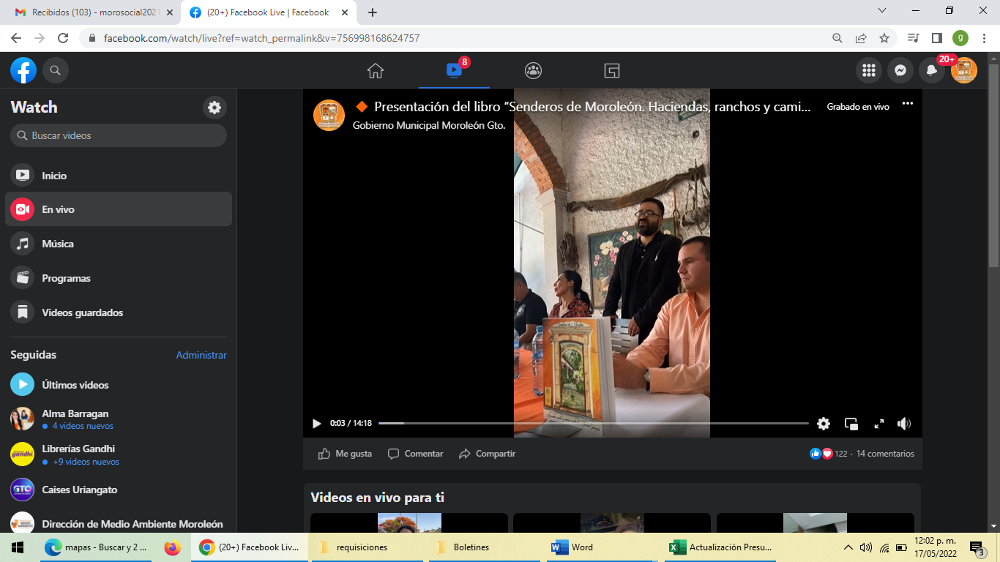 Recibidos (103) - morosocial2021
(20+) Facebook Live | Facebook
facebook.com/watch/live?ref=watch_permalink&v=756998168624757
g
8
20+
Watch
Buscar videos
Inicio
En vivo
Música
Programas
Videos guardados
Seguidas
Administrar
Últimos videos
Alma Barragan
4 videos nuevos
gandhi
Librerías Gandhi
+9 videos nuevos
GTO
Caises Uriangato
Dirección de Medio Ambiente Moroleón
Presentación del libro “Senderos de Moroleón. Haciendas, ranchos y cami...
Gobierno Municipal Moroleón Gto.
Grabado en vivo
0:03 / 14:18
Me gusta
Comentar
Compartir
122 · 14 comentarios
Videos en vivo para ti
mapas - Buscar y 2 ...
(20+) Facebook Liv...
requisiciones
Boletines
Word
Actualización Presu...
12:02 p. m.
17/05/2022
3